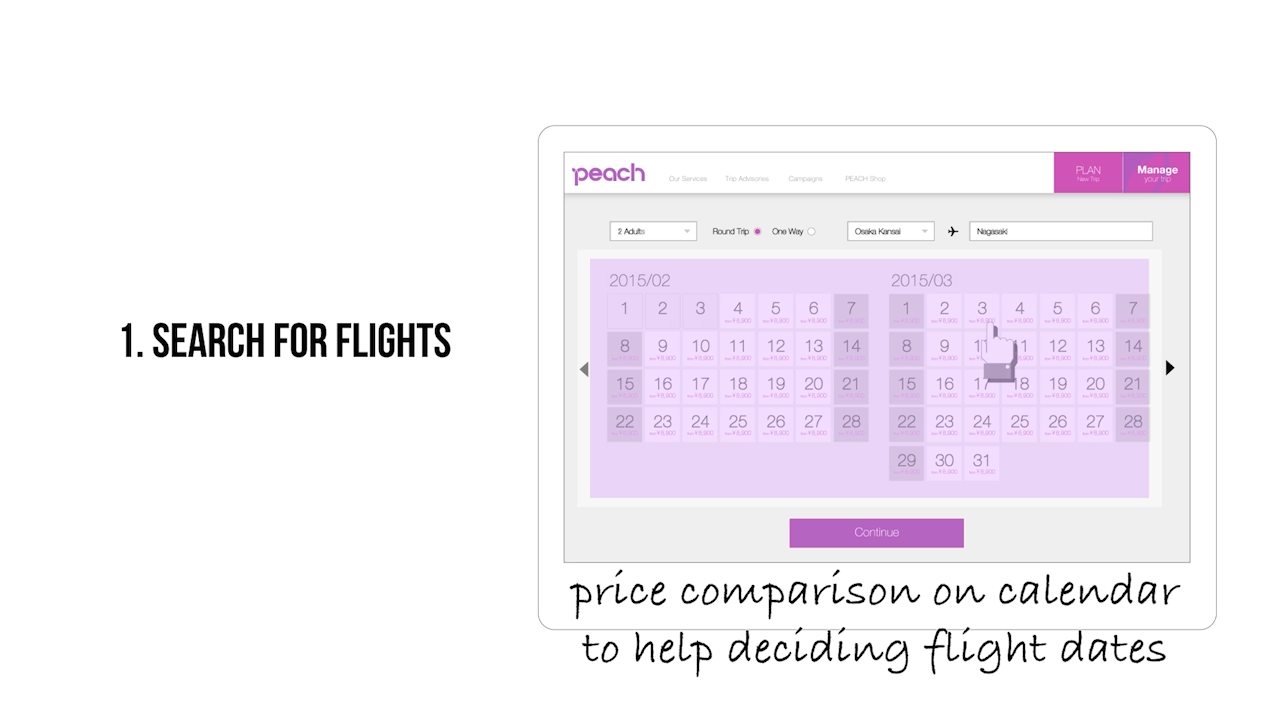 1. SEARCH FOR FLIGHTS
peach
Our Services Trip Advisories Campaigns PEACH Shop
PLAN
New Trip
Manage
your trip
2 Adults Round Trip One Way Osaka Kansai Nagasaki
2015/02
1 2 3 4 5 6 7
8 9 10 11 12 13 14
15 16 17 18 19 20 21
22 23 24 25 26 27 28
2015/03
1 2 3 4 5 6 7
8 9 11 12 13 14
15 16 17 18 19 20 21
22 23 24 25 26 27 28
29 30 31
Continue
price comparison on calendar
to help deciding flight dates